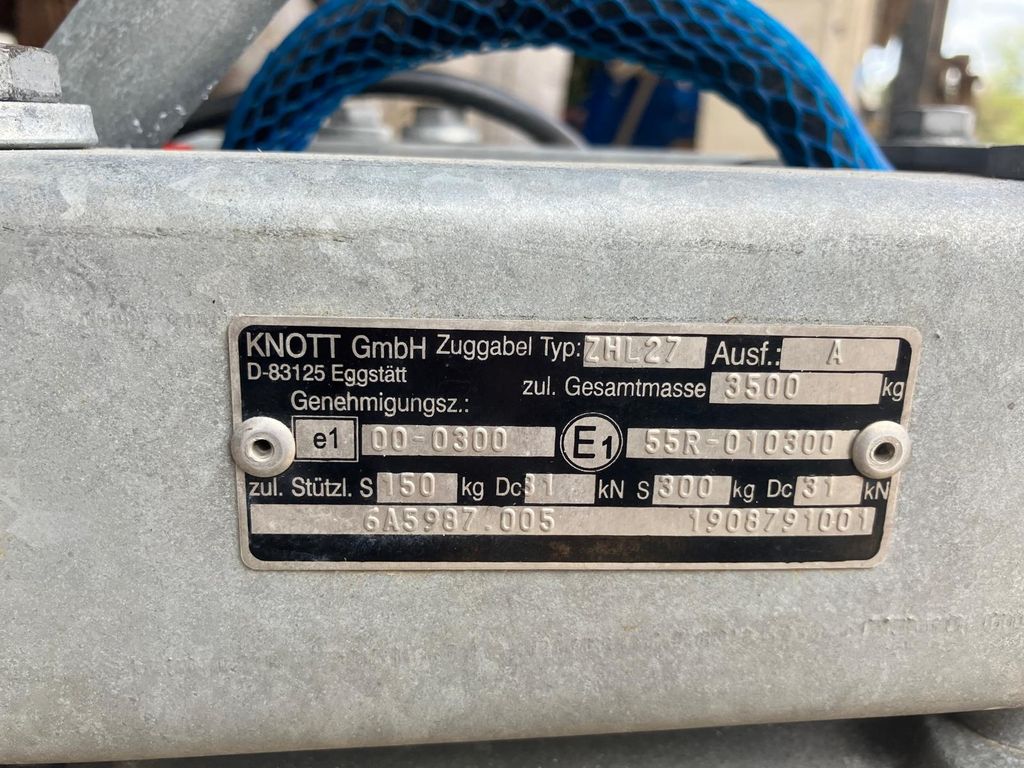 KNOTT GmbH Zuggabel Typ: ZHL27 Ausf.: A
D-83125 Eggstätt zul. Gesamtmasse 3500 kg
Genehmigungsz.:
e1 00-0300 E1 55R-010300
zul. Stützl. S 150 kg Dc 31 kN S 300 kg Dc 31 kN
6A5987.005 1908791001